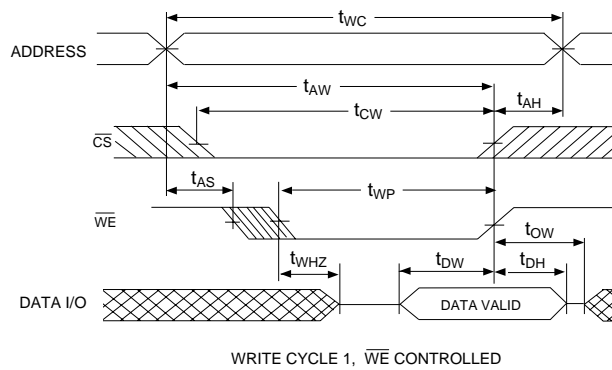 tWC
ADDRESS
tAW
tCW
tAH
CS
tAS
tWP
WE
tOW
tWHZ
tDW
tDH
DATA I/O
DATA VALID
WRITE CYCLE 1, WE CONTROLLED